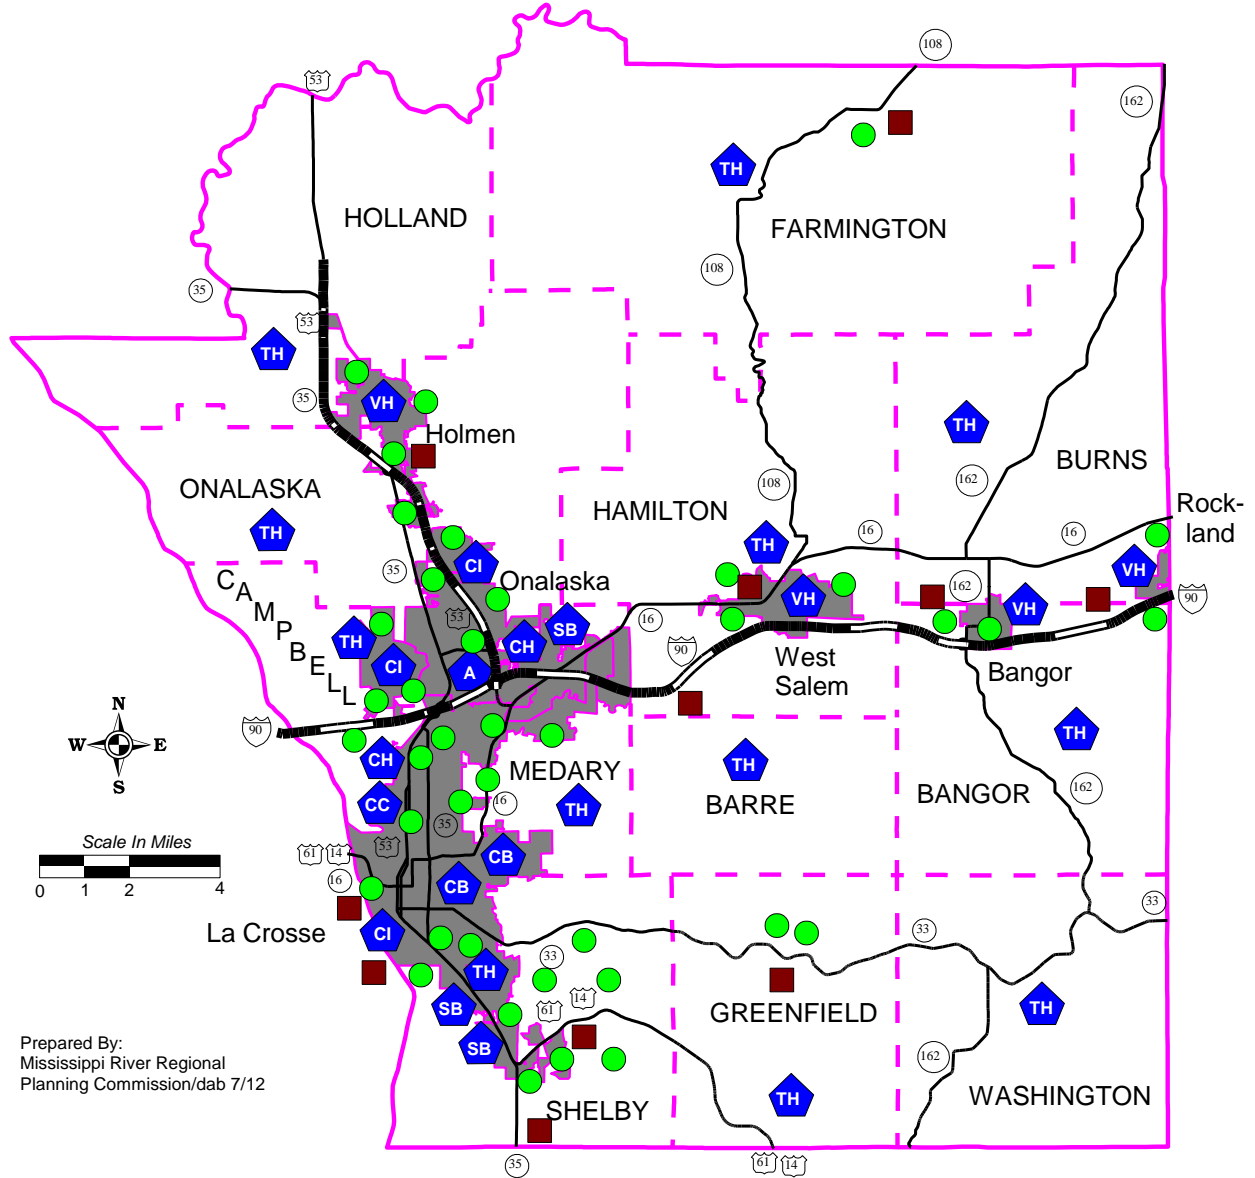 108
53
162
TH
HOLLAND
FARMINGTON
108
35
53
TH
35
VH
Holmen
TH
BURNS
162
108
ONALASKA
HAMILTON
Rock-
land
TH
TH
16
16
53
CI
Onalaska
35
VH
162
VH
VH
90
CAMPBELL
53
16
SB
TH
CH
90
CI
A
West
Salem
Bangor
90
N
W E
S
CH
MEDARY
TH
TH
BARRE
BANGOR
162
CC
16
TH
35
Scale In Miles
0 1 2 4
53
61 14
CB
16
CB
33
La Crosse
CI
33
33
TH
14
61
SB
GREENFIELD
TH
SB
Prepared By:
Mississippi River Regional
Planning Commission/dab 7/12
162
TH
WASHINGTON
SHELBY
35
61 14